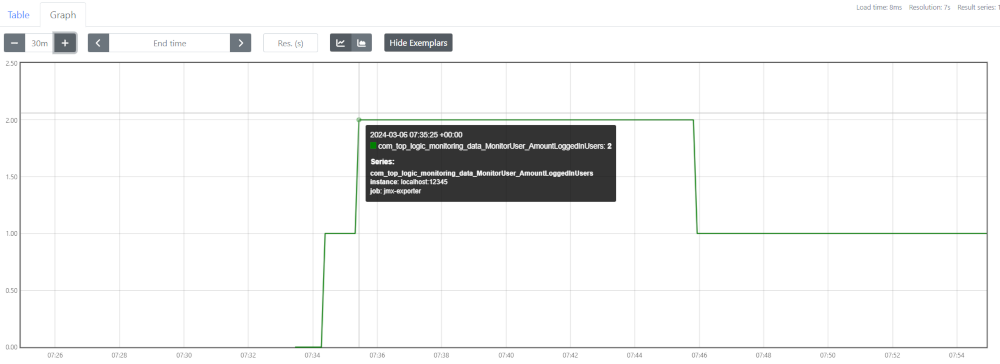 Load time: 8ms Resolution: 7s Result series: 1
Table Graph
− 30m + End time Res. (s) Hide Exemplars
2.50
2.00
1.50
1.00
0.50
0.00
2024-03-06 07:35:25 +00:00
com_top_logic_monitoring_data_MonitorUser_AmountLoggedInUsers: 2
Series:
com_top_logic_monitoring_data_MonitorUser_AmountLoggedInUsers
instance: localhost:12345
job: jmx-exporter
07:26 07:28 07:30 07:32 07:34 07:36 07:38 07:40 07:42 07:44 07:46 07:48 07:50 07:52 07:54